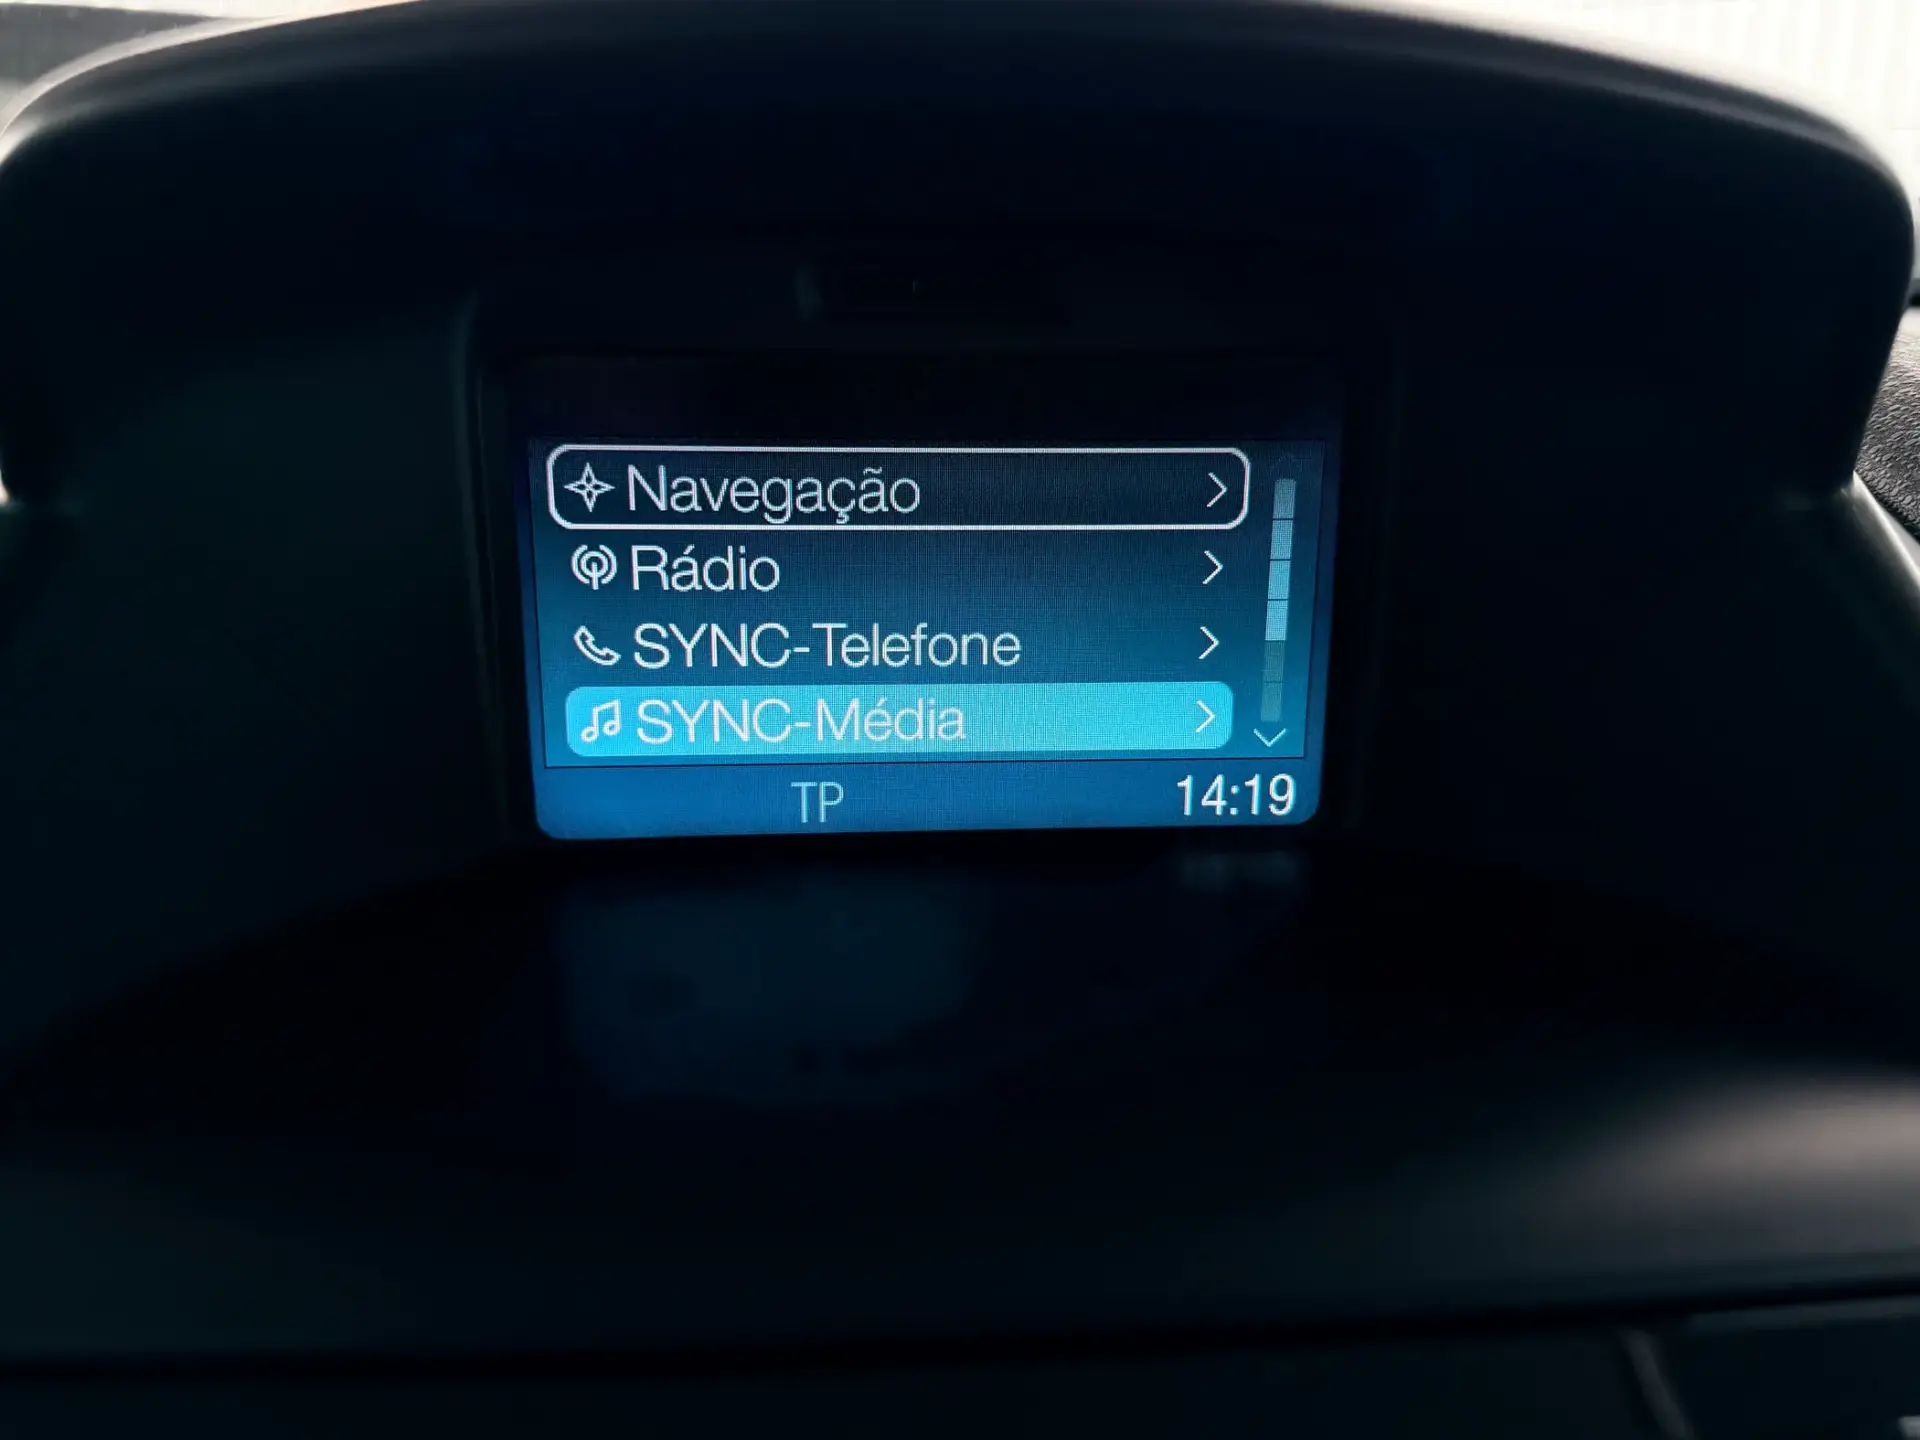 Navegação
Rádio
SYNC-Telefone
SYNC-Média
TP 14:19